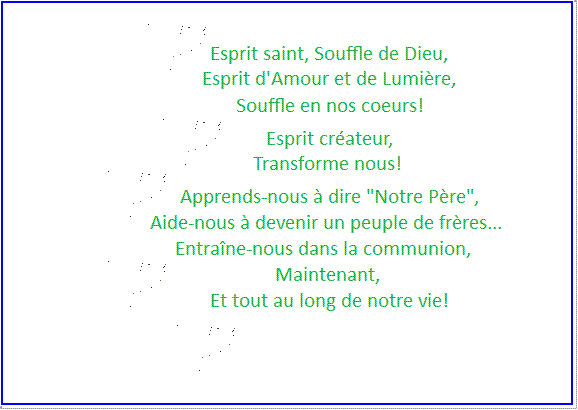 Esprit saint, Souffle de Dieu,
Esprit d'Amour et de Lumière,
Souffle en nos coeurs!
Esprit créateur,
Transforme nous!
Apprends-nous à dire "Notre Père",
Aide-nous à devenir un peuple de frères...
Entraîne-nous dans la communion,
Maintenant,
Et tout au long de notre vie!